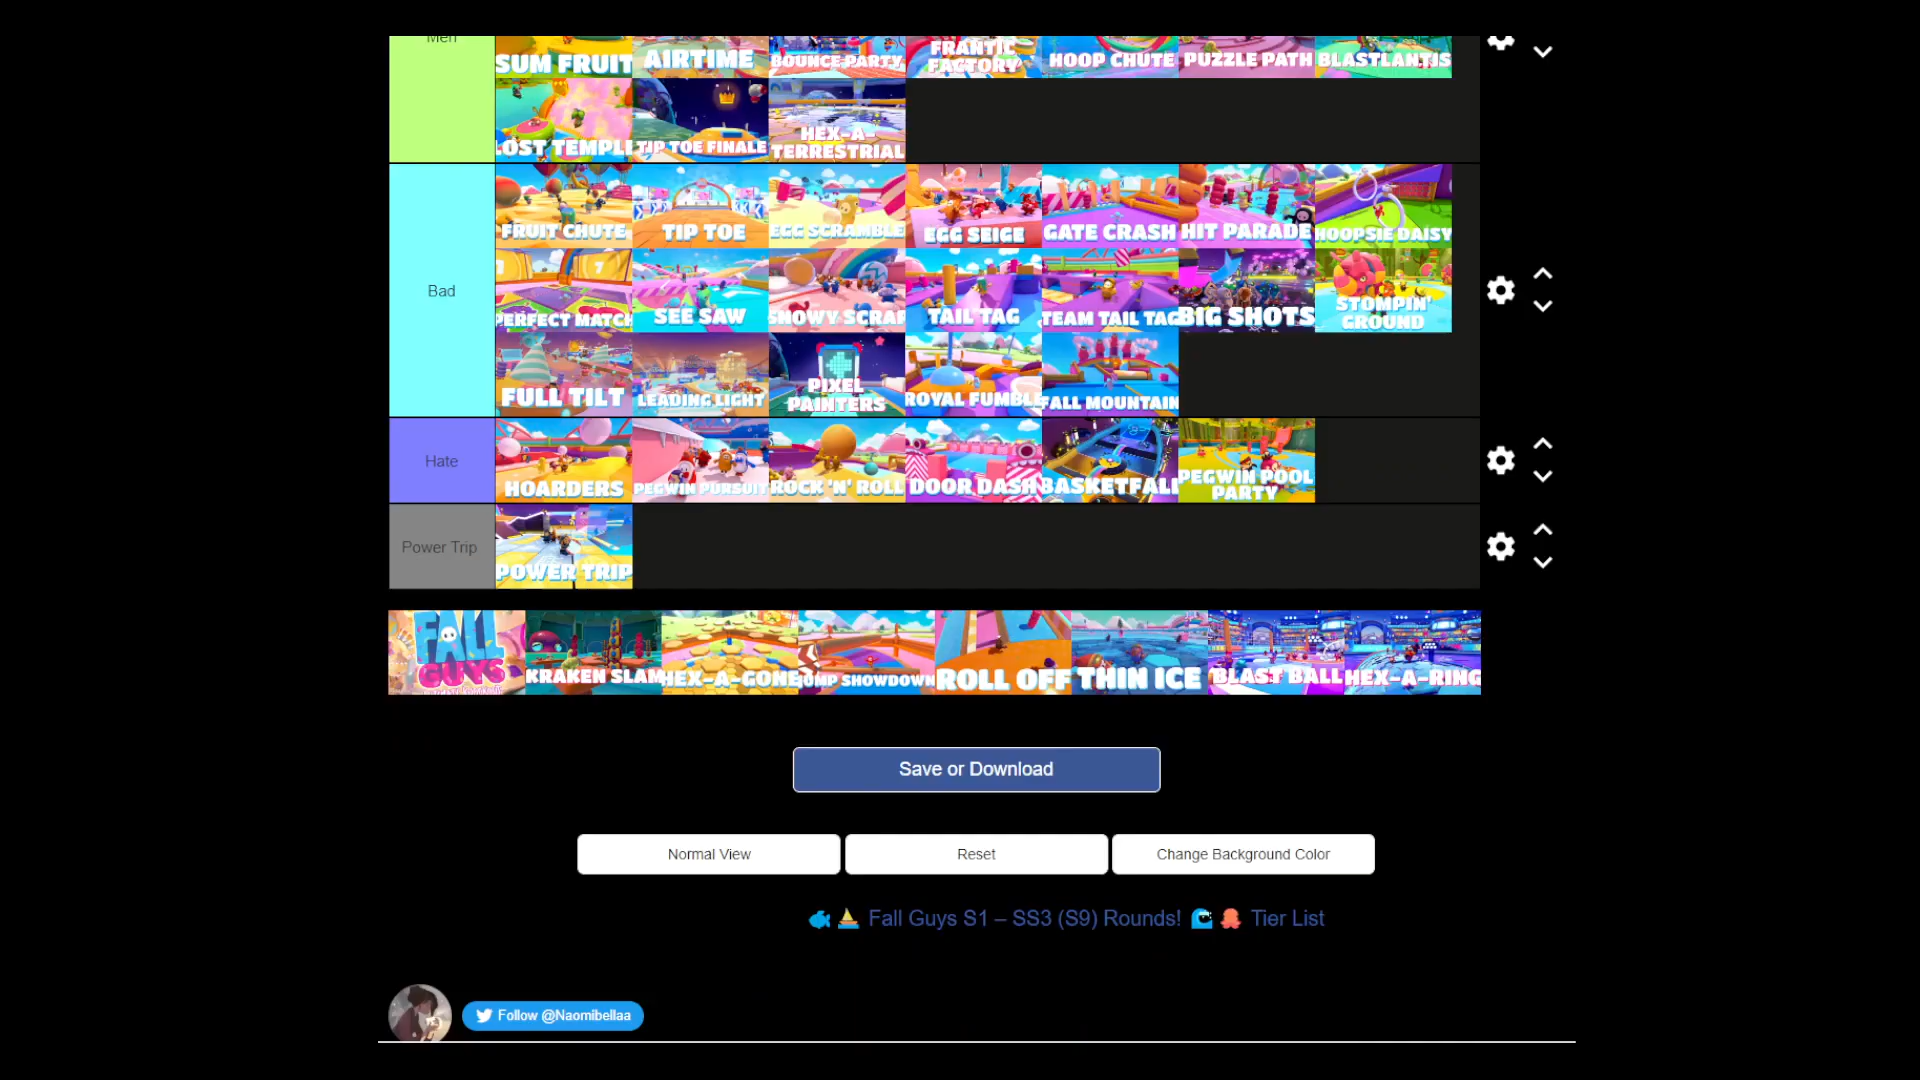 Meh
SUM FRUIT
AIRTIME
BOUNCE PARTY
FRANTIC
FACTORY
HOOP CHUTE
PUZZLE PATH
BLASTLANTIS
LOST TEMPLE
TIP TOE FINALE
HEX-A-
TERRESTRIAL
Bad
FRUIT CHUTE
TIP TOE
EGG SCRAMBLE
EGG SEIGE
GATE CRASH
HIT PARADE
HOOPSIE DAISY
PERFECT MATCH
SEE SAW
SNOWY SCRAP
TAIL TAG
TEAM TAIL TAG
BIG SHOTS
STOMPIN'
GROUND
FULL TILT
LEADING LIGHT
PIXEL
PAINTERS
ROYAL FUMBLE
FALL MOUNTAIN
Hate
HOARDERS
PEGWIN PURSUIT
ROCK 'N' ROLL
DOOR DASH
BASKETFALL
PEGWIN POOL
PARTY
Power Trip
POWER TRIP
FALL
GUYS
KRAKEN SLAM
HEX-A-GONE
JUMP SHOWDOWN
ROLL OFF
THIN ICE
BLAST BALL
HEX-A-RING
Save or Download
Normal View
Reset
Change Background Color
Fall Guys S1 – SS3 (S9) Rounds! Tier List
Follow @Naomibellaa